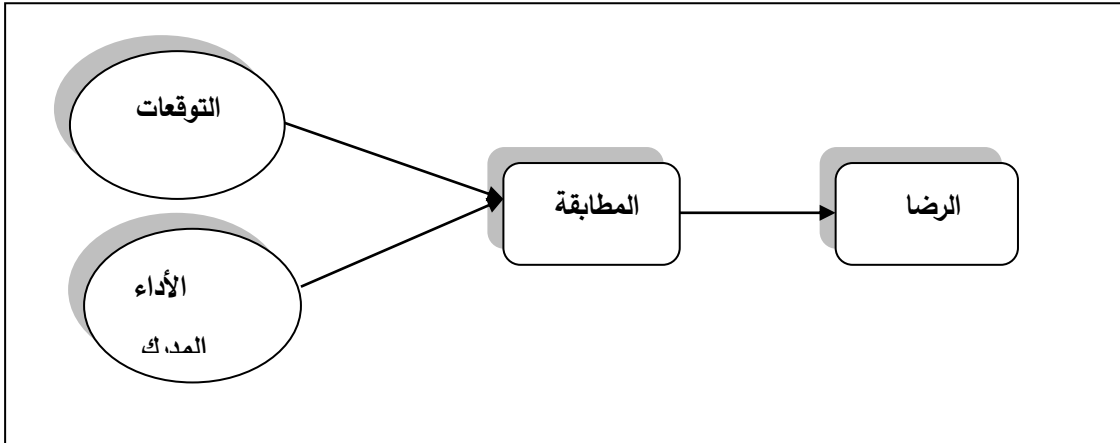 التوقعات
المطابقة
الرضا
الأداء
المدرك